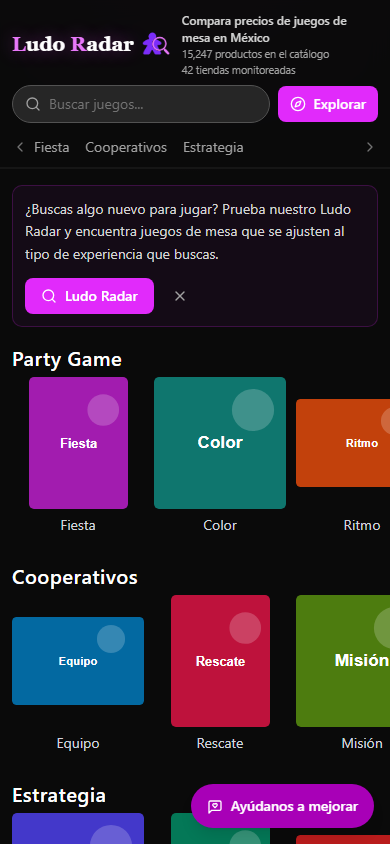 Ludo Radar
Compara precios de juegos de
mesa en México
15,247 productos en el catálogo
42 tiendas monitoreadas
Buscar juegos...
Explorar
Fiesta
Cooperativos
Estrategia
¿Buscas algo nuevo para jugar? Prueba nuestro Ludo
Radar y encuentra juegos de mesa que se ajusten al
tipo de experiencia que buscas.
Ludo Radar
Party Game
Fiesta
Color
Ritmo
Fiesta
Color
Ritmo
Cooperativos
Equipo
Rescate
Misión
Equipo
Rescate
Misión
Estrategia
Ayúdanos a mejorar